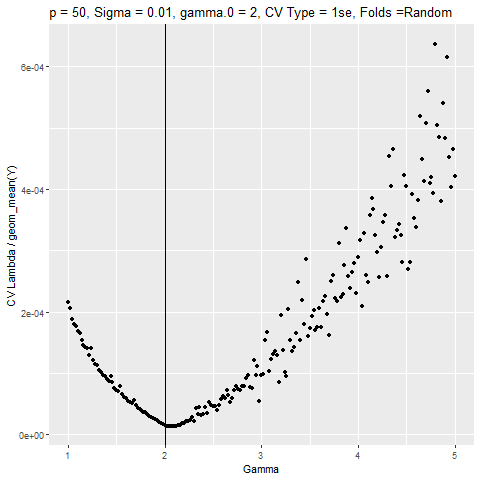 p = 50, Sigma = 0.01, gamma.0 = 2, CV Type = 1se, Folds =Random
6e-04
4e-04
2e-04
0e+00
CV Lambda / geom_mean(Y)
1 2 3 4 5
Gamma